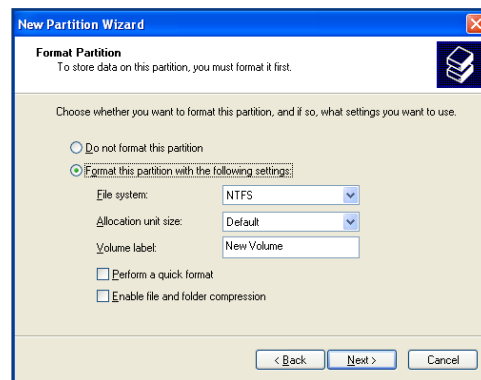 New Partition Wizard
Format Partition
To store data on this partition, you must format it first.
Choose whether you want to format this partition, and if so, what settings you want to use.
Do not format this partition
Format this partition with the following settings:
File system: NTFS
Allocation unit size: Default
Volume label: New Volume
Perform a quick format
Enable file and folder compression
< Back Next > Cancel